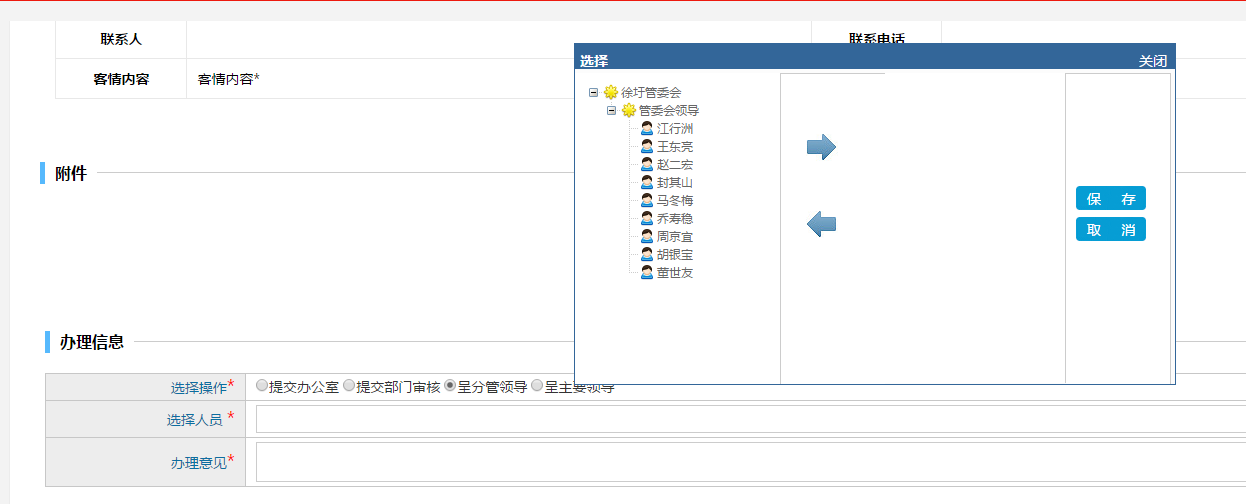 联系人
联系电话
客情内容
客情内容*
选择
关闭
徐圩管委会
管委会领导
江行洲
王东亮
赵二宏
封其山
马冬梅
乔寿稳
周京宜
胡银宝
董世友
保 存
取 消
附件
办理信息
选择操作*
提交办公室 提交部门审核 呈分管领导 呈主要领导
选择人员 *
办理意见*